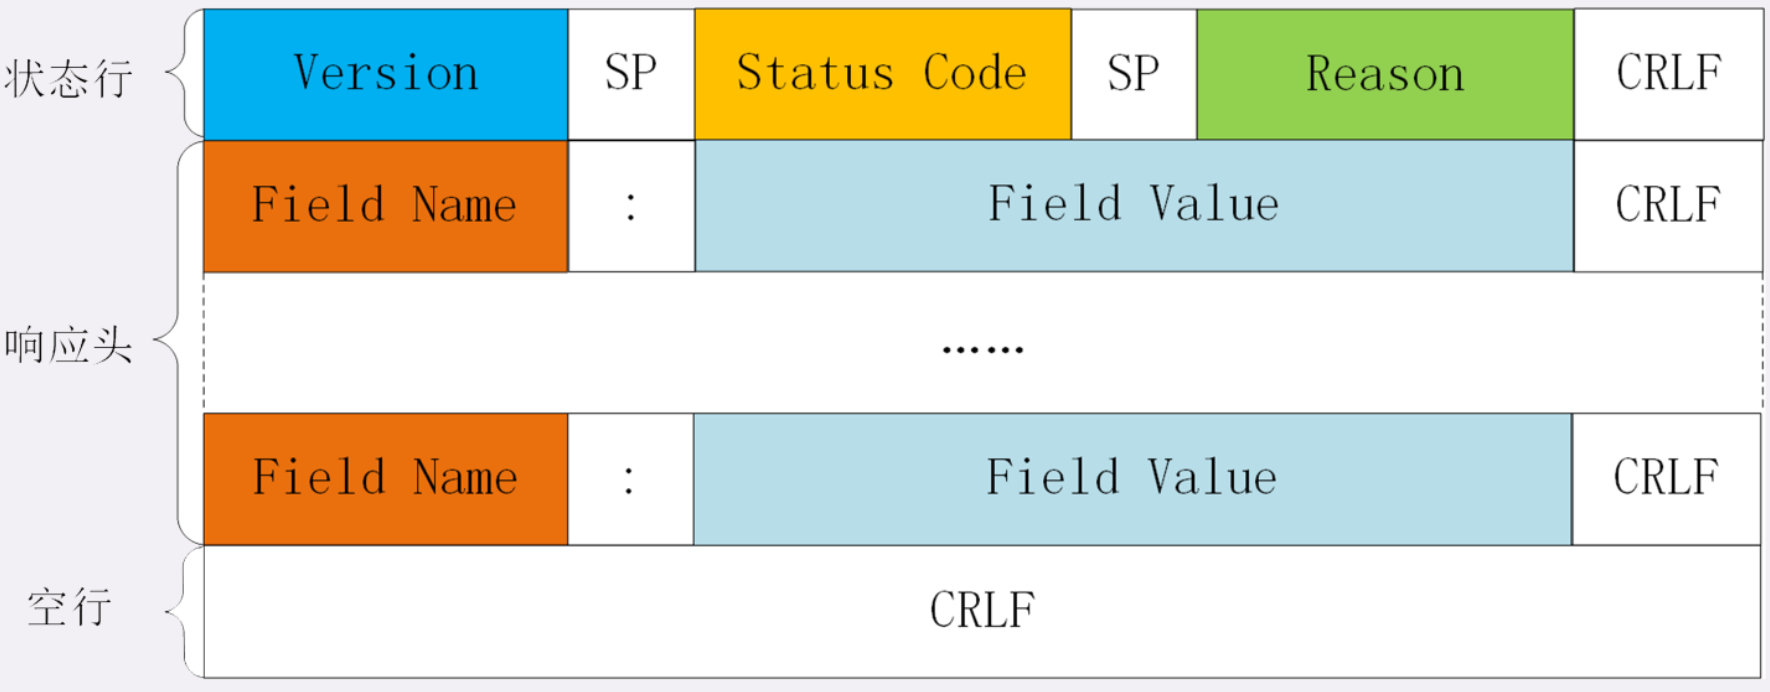 状态行 Version SP Status Code SP Reason CRLF
Field Name : Field Value CRLF
响应头 ……
Field Name : Field Value CRLF
空行 CRLF